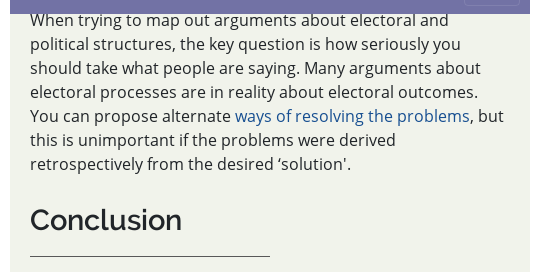 When trying to map out arguments about electoral and
political structures, the key question is how seriously you
should take what people are saying. Many arguments about
electoral processes are in reality about electoral outcomes.
You can propose alternate ways of resolving the problems, but
this is unimportant if the problems were derived
retrospectively from the desired ‘solution'.
Conclusion